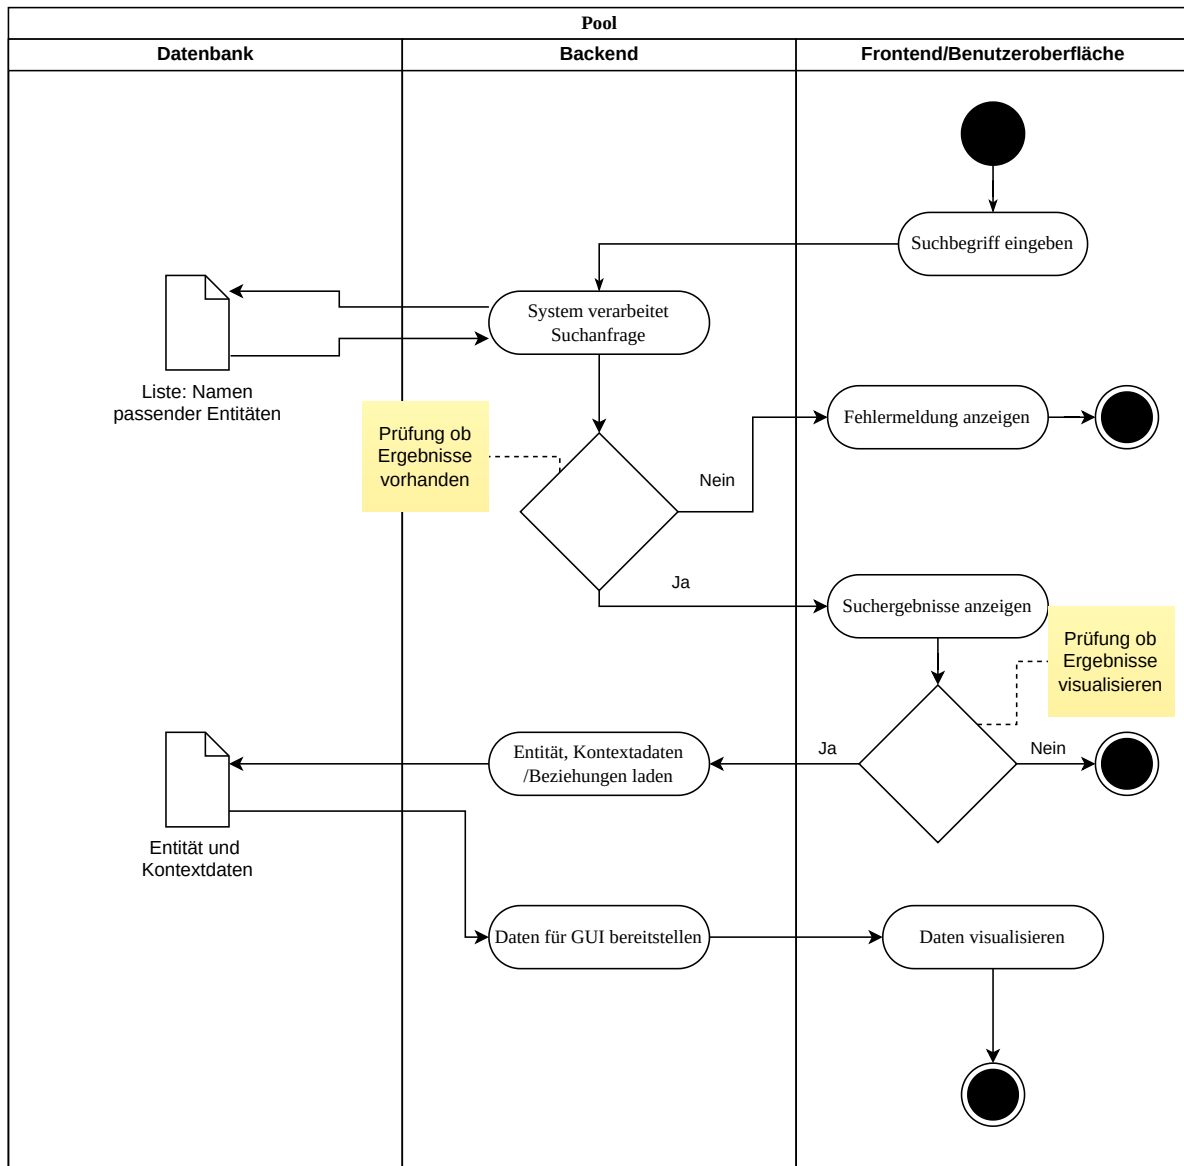 Pool
Datenbank
Backend
Frontend/Benutzeroberfläche
Suchbegriff eingeben
System verarbeitet
Suchanfrage
Liste: Namen
passender Entitäten
Prüfung ob
Ergebnisse
vorhanden
Nein
Fehlermeldung anzeigen
Ja
Suchergebnisse anzeigen
Prüfung ob
Ergebnisse
visualisieren
Ja
Nein
Entität, Kontextadaten
/Beziehungen laden
Entität und
Kontextdaten
Daten für GUI bereitstellen
Daten visualisieren